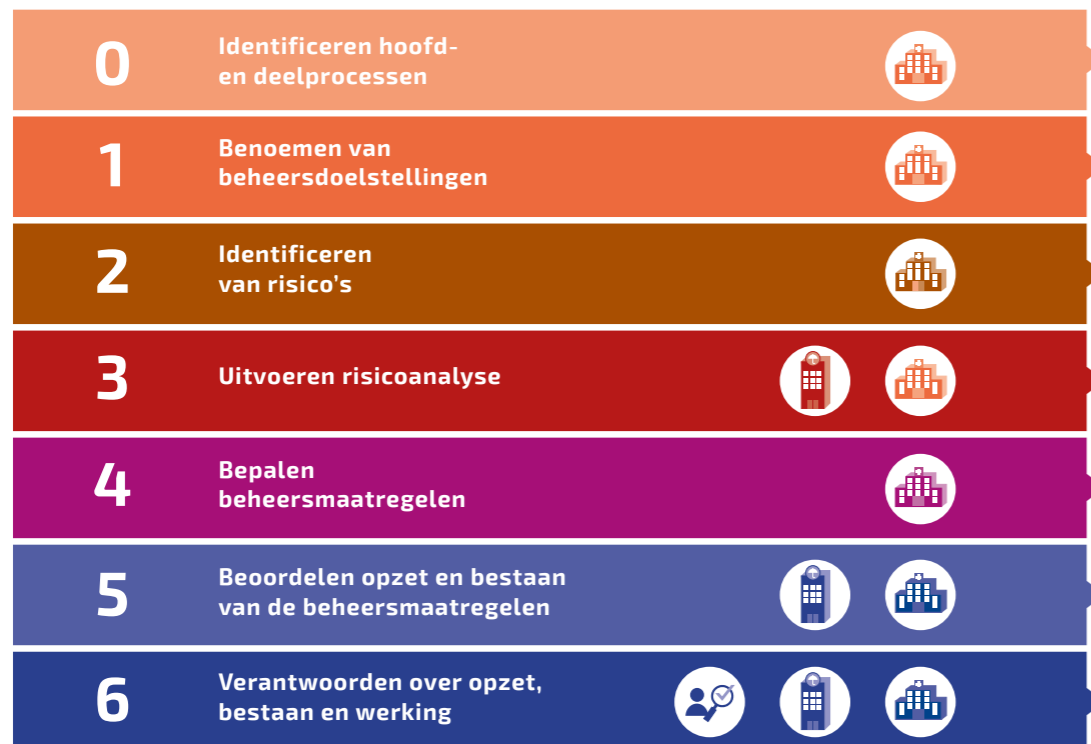 0
Identificeren hoofd-
en deelprocessen
1
Benoemen van
beheersdoelstellingen
2
Identificeren
van risico's
3
Uitvoeren risicoanalyse
4
Bepalen
beheersmaatregelen
5
Beoordelen opzet en bestaan
van de beheersmaatregelen
6
Verantwoorden over opzet,
bestaan en werking